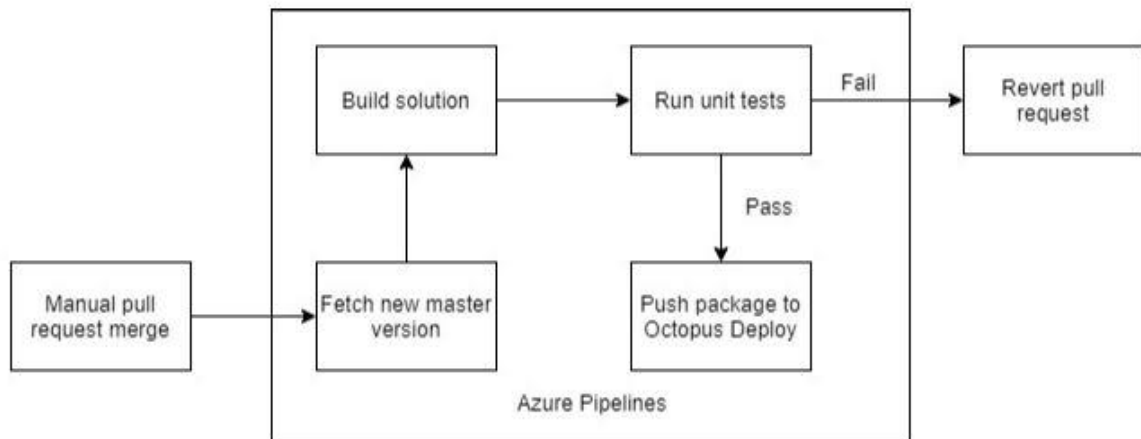 Build solution
Run unit tests
Fail
Revert pull
request
Pass
Manual pull
request merge
Fetch new master
version
Push package to
Octopus Deploy
Azure Pipelines